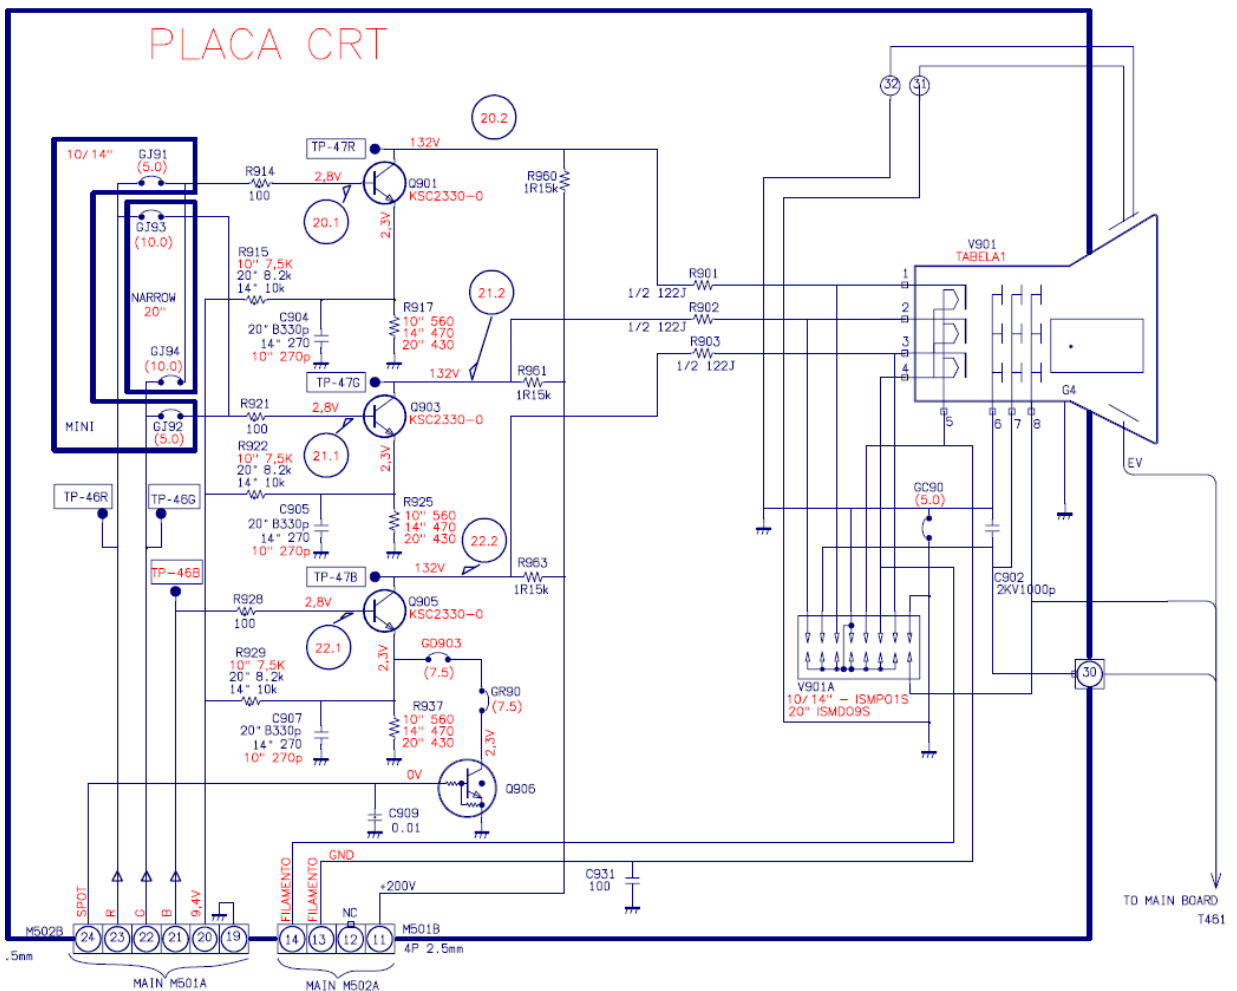 PLACA CRT
32
31
20.2
10/14"
GJ91
(5.0)
TP-47R
132V
R914
100
2,8V
Q901
KSC2330-O
R960
1R15k
20.1
2,3V
GJ93
(10.0)
R915
10" 7,5K
20" 8.2k
14" 10k
NARROW
20"
C904
20" B330p
14" 270
10" 270p
R917
10" 560
14" 470
20" 430
21.2
V901
TABELA1
R901
1/2 122J
R902
1/2 122J
R903
1/2 122J
1
2
3
4
GJ94
(10.0)
TP-47G
132V
R961
1R15k
G4
5
6
7
8
MINI
GJ92
(5.0)
R921
100
2,8V
Q903
KSC2330-O
21.1
2,3V
R922
10" 7,5K
20" 8.2k
14" 10k
EV
TP-46R
TP-46G
C905
20" B330p
14" 270
10" 270p
R925
10" 560
14" 470
20" 430
22.2
GC90
(5.0)
TP-46B
TP-47B
132V
R963
1R15k
C902
2KV1000p
R928
100
2,8V
Q905
KSC2330-O
22.1
2,3V
GD903
(7.5)
R929
10" 7,5K
20" 8.2k
14" 10k
GR90
(7.5)
V901A
10/14" - ISMP01S
20" ISMD09S
30
C907
20" B330p
14" 270
10" 270p
R937
10" 560
14" 470
20" 430
2,3V
0V
Q906
C909
0.01
SPOT
R
G
B
9,4V
FILAMENTO
FILAMENTO
GND
NC
+200V
C931
100
TO MAIN BOARD
T461
M502B
24
23
22
21
20
19
14
13
12
11
M501B
4P 2.5mm
.5mm
MAIN M501A
MAIN M502A